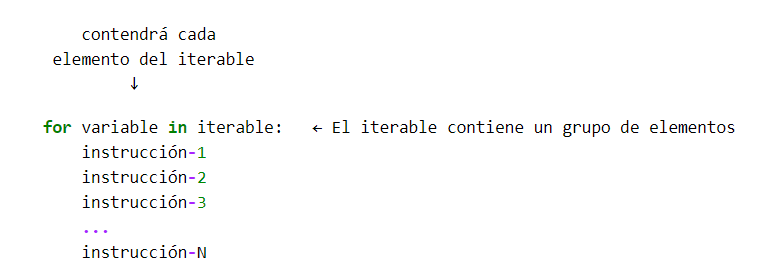 contendrá cada
elemento del iterable
↓
for variable in iterable:   ← El iterable contiene un grupo de elementos
instrucción-1
instrucción-2
instrucción-3
...
instrucción-N